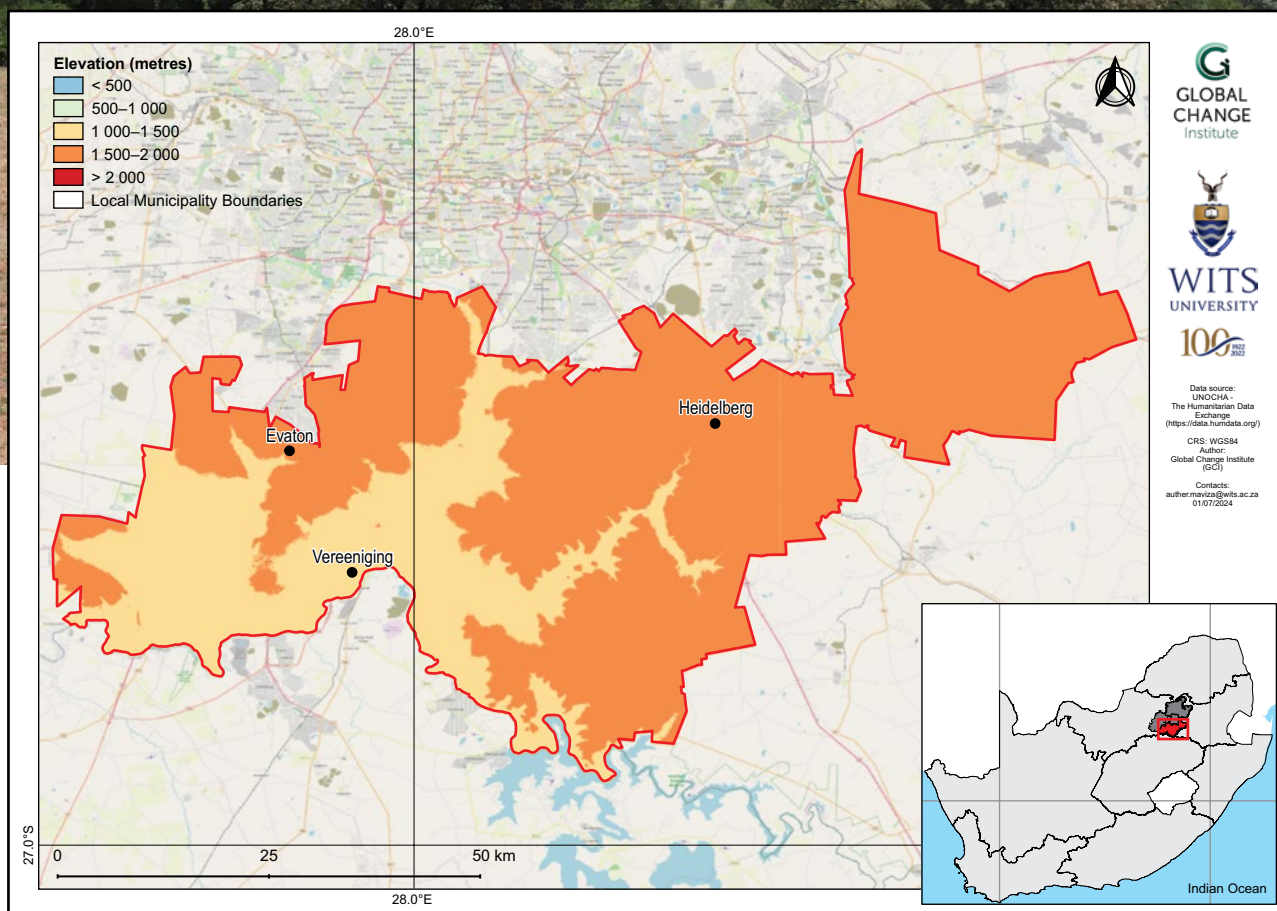 28.0°E
Elevation (metres)
< 500
500–1 000
1 000–1 500
1 500–2 000
> 2 000
Local Municipality Boundaries
Evaton
Heidelberg
Vereeniging
27.0°S
0 25 50 km
28.0°E
GLOBAL
CHANGE
Institute
WITS
UNIVERSITY
100 1922
2022
Data source:
UNOCHA -
The Humanitarian Data
Exchange
(https://data.humdata.org/)
CRS: WGS84
Author:
Global Change Institute
(GCI)
Contacts:
auther.maviza@wits.ac.za
01/07/2024
Indian Ocean